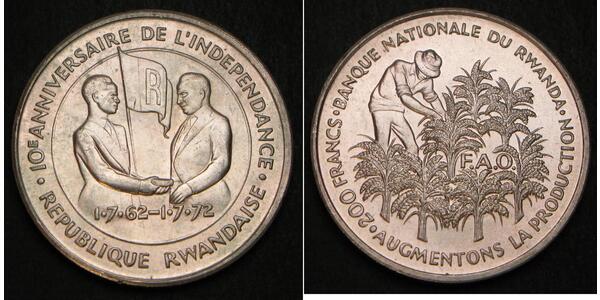 10E ANNIVERSAIRE DE L'INDEPENDANCE
R
1·7·62–1·7·72
REPUBLIQUE RWANDAISE
BANQUE NATIONALE DU RWANDA
F.A.O
200 FRANCS · AUGMENTONS LA PRODUCTION